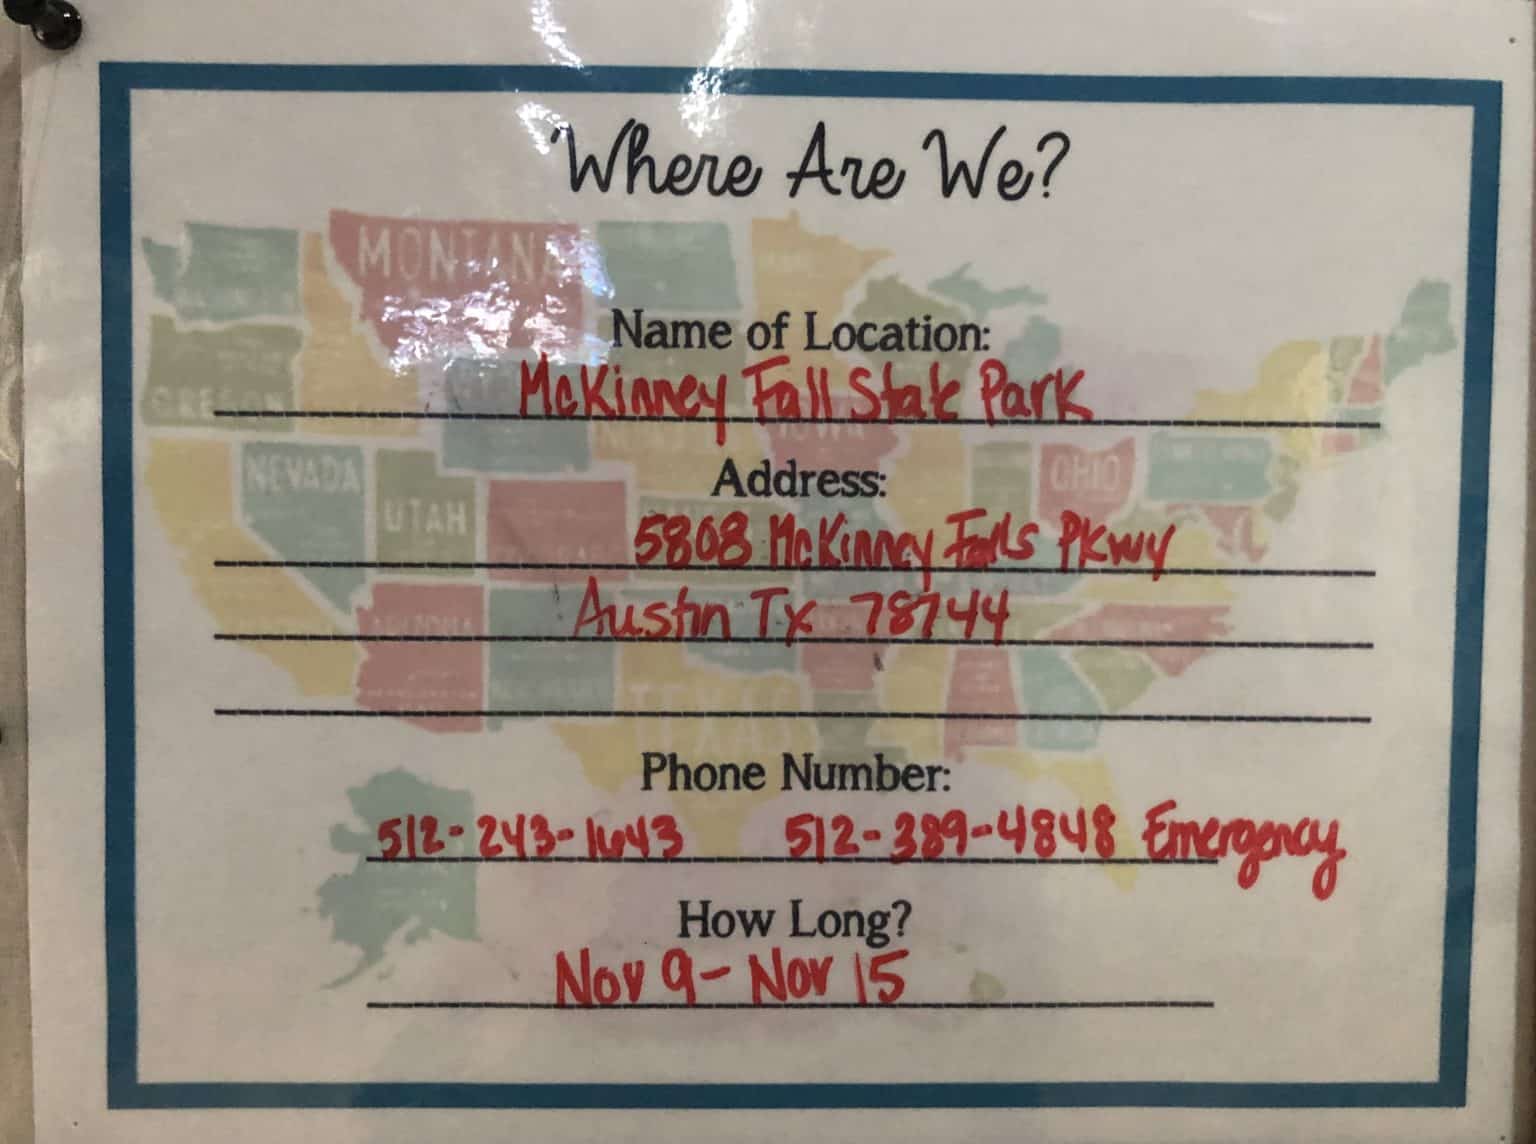 Where Are We?
MONTANA
Name of Location:
McKinney Fall State Park
OREGON
IOWA
Address:
NEVADA
UTAH
OHIO
5808 McKinney Falls Pkwy
Austin Tx 78744
ARIZONA
TEXAS
Phone Number:
512-243-1643 512-389-4848 Emergency
How Long?
Nov 9 - Nov 15